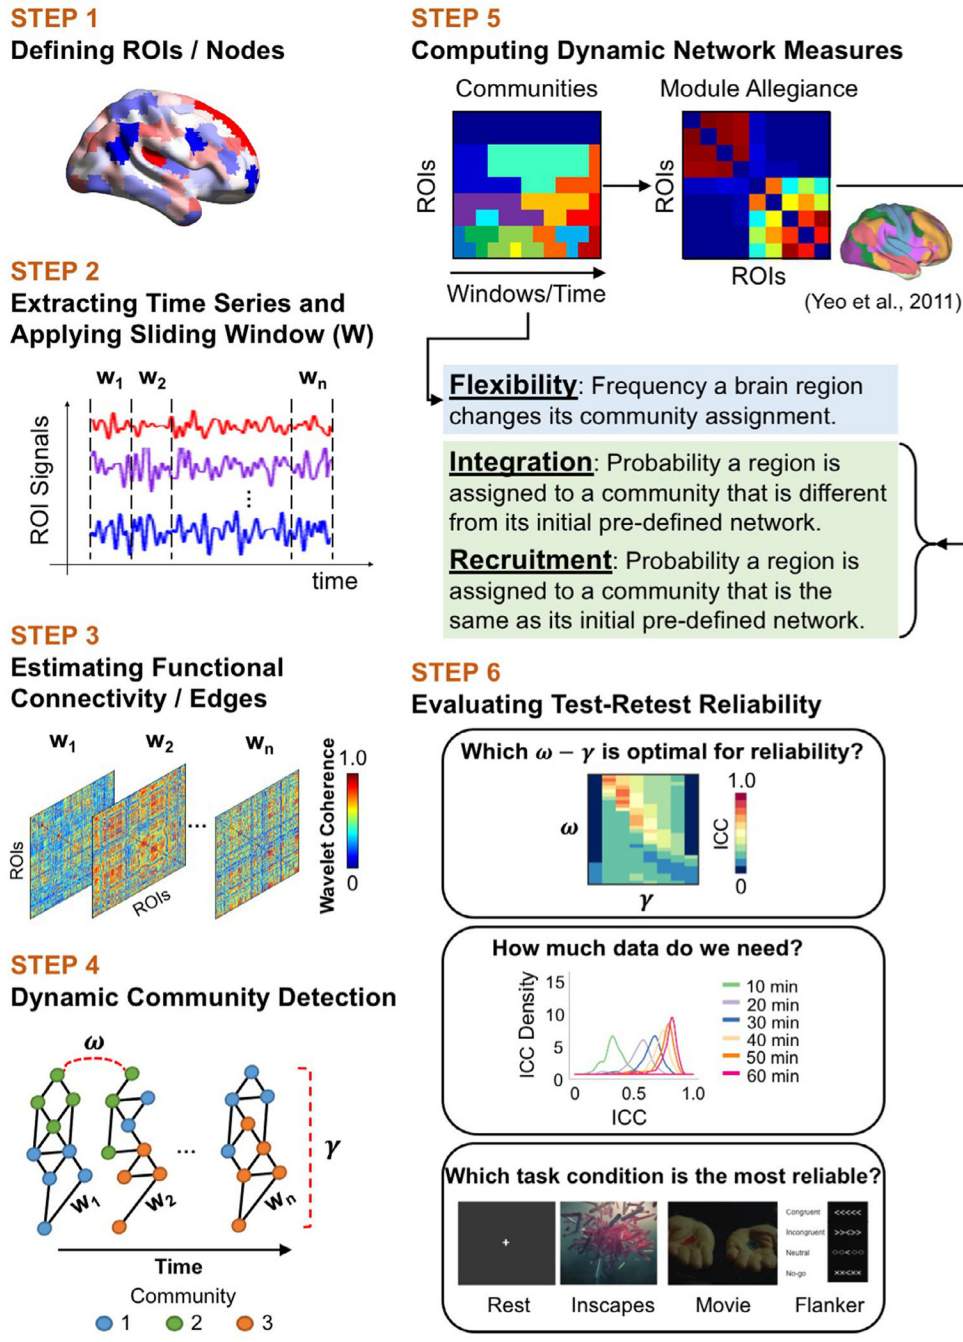 STEP 1
Defining ROIs / Nodes
STEP 2
Extracting Time Series and
Applying Sliding Window (W)
w1 w2 wn
ROI Signals
⋮
time
STEP 3
Estimating Functional
Connectivity / Edges
w1 w2 wn
ROIs
ROIs
...
Wavelet Coherence
1.0
0
STEP 4
Dynamic Community Detection
ω
...
γ
w1 w2 wn
Time
Community
1 2 3
STEP 5
Computing Dynamic Network Measures
Communities
ROIs
Windows/Time
Module Allegiance
ROIs
ROIs
(Yeo et al., 2011)
Flexibility: Frequency a brain region
changes its community assignment.
Integration: Probability a region is
assigned to a community that is different
from its initial pre-defined network.
Recruitment: Probability a region is
assigned to a community that is the
same as its initial pre-defined network.
STEP 6
Evaluating Test-Retest Reliability
Which ω − γ is optimal for reliability?
ω
γ
1.0
ICC
0
How much data do we need?
ICC Density
15
10
5
0
0 0.5 1.0
ICC
10 min
20 min
30 min
40 min
50 min
60 min
Which task condition is the most reliable?
+
Congruent <<<<<
Incongruent >><>>
Neutral ○○<○○
No-go ××<××
Rest Inscapes Movie Flanker